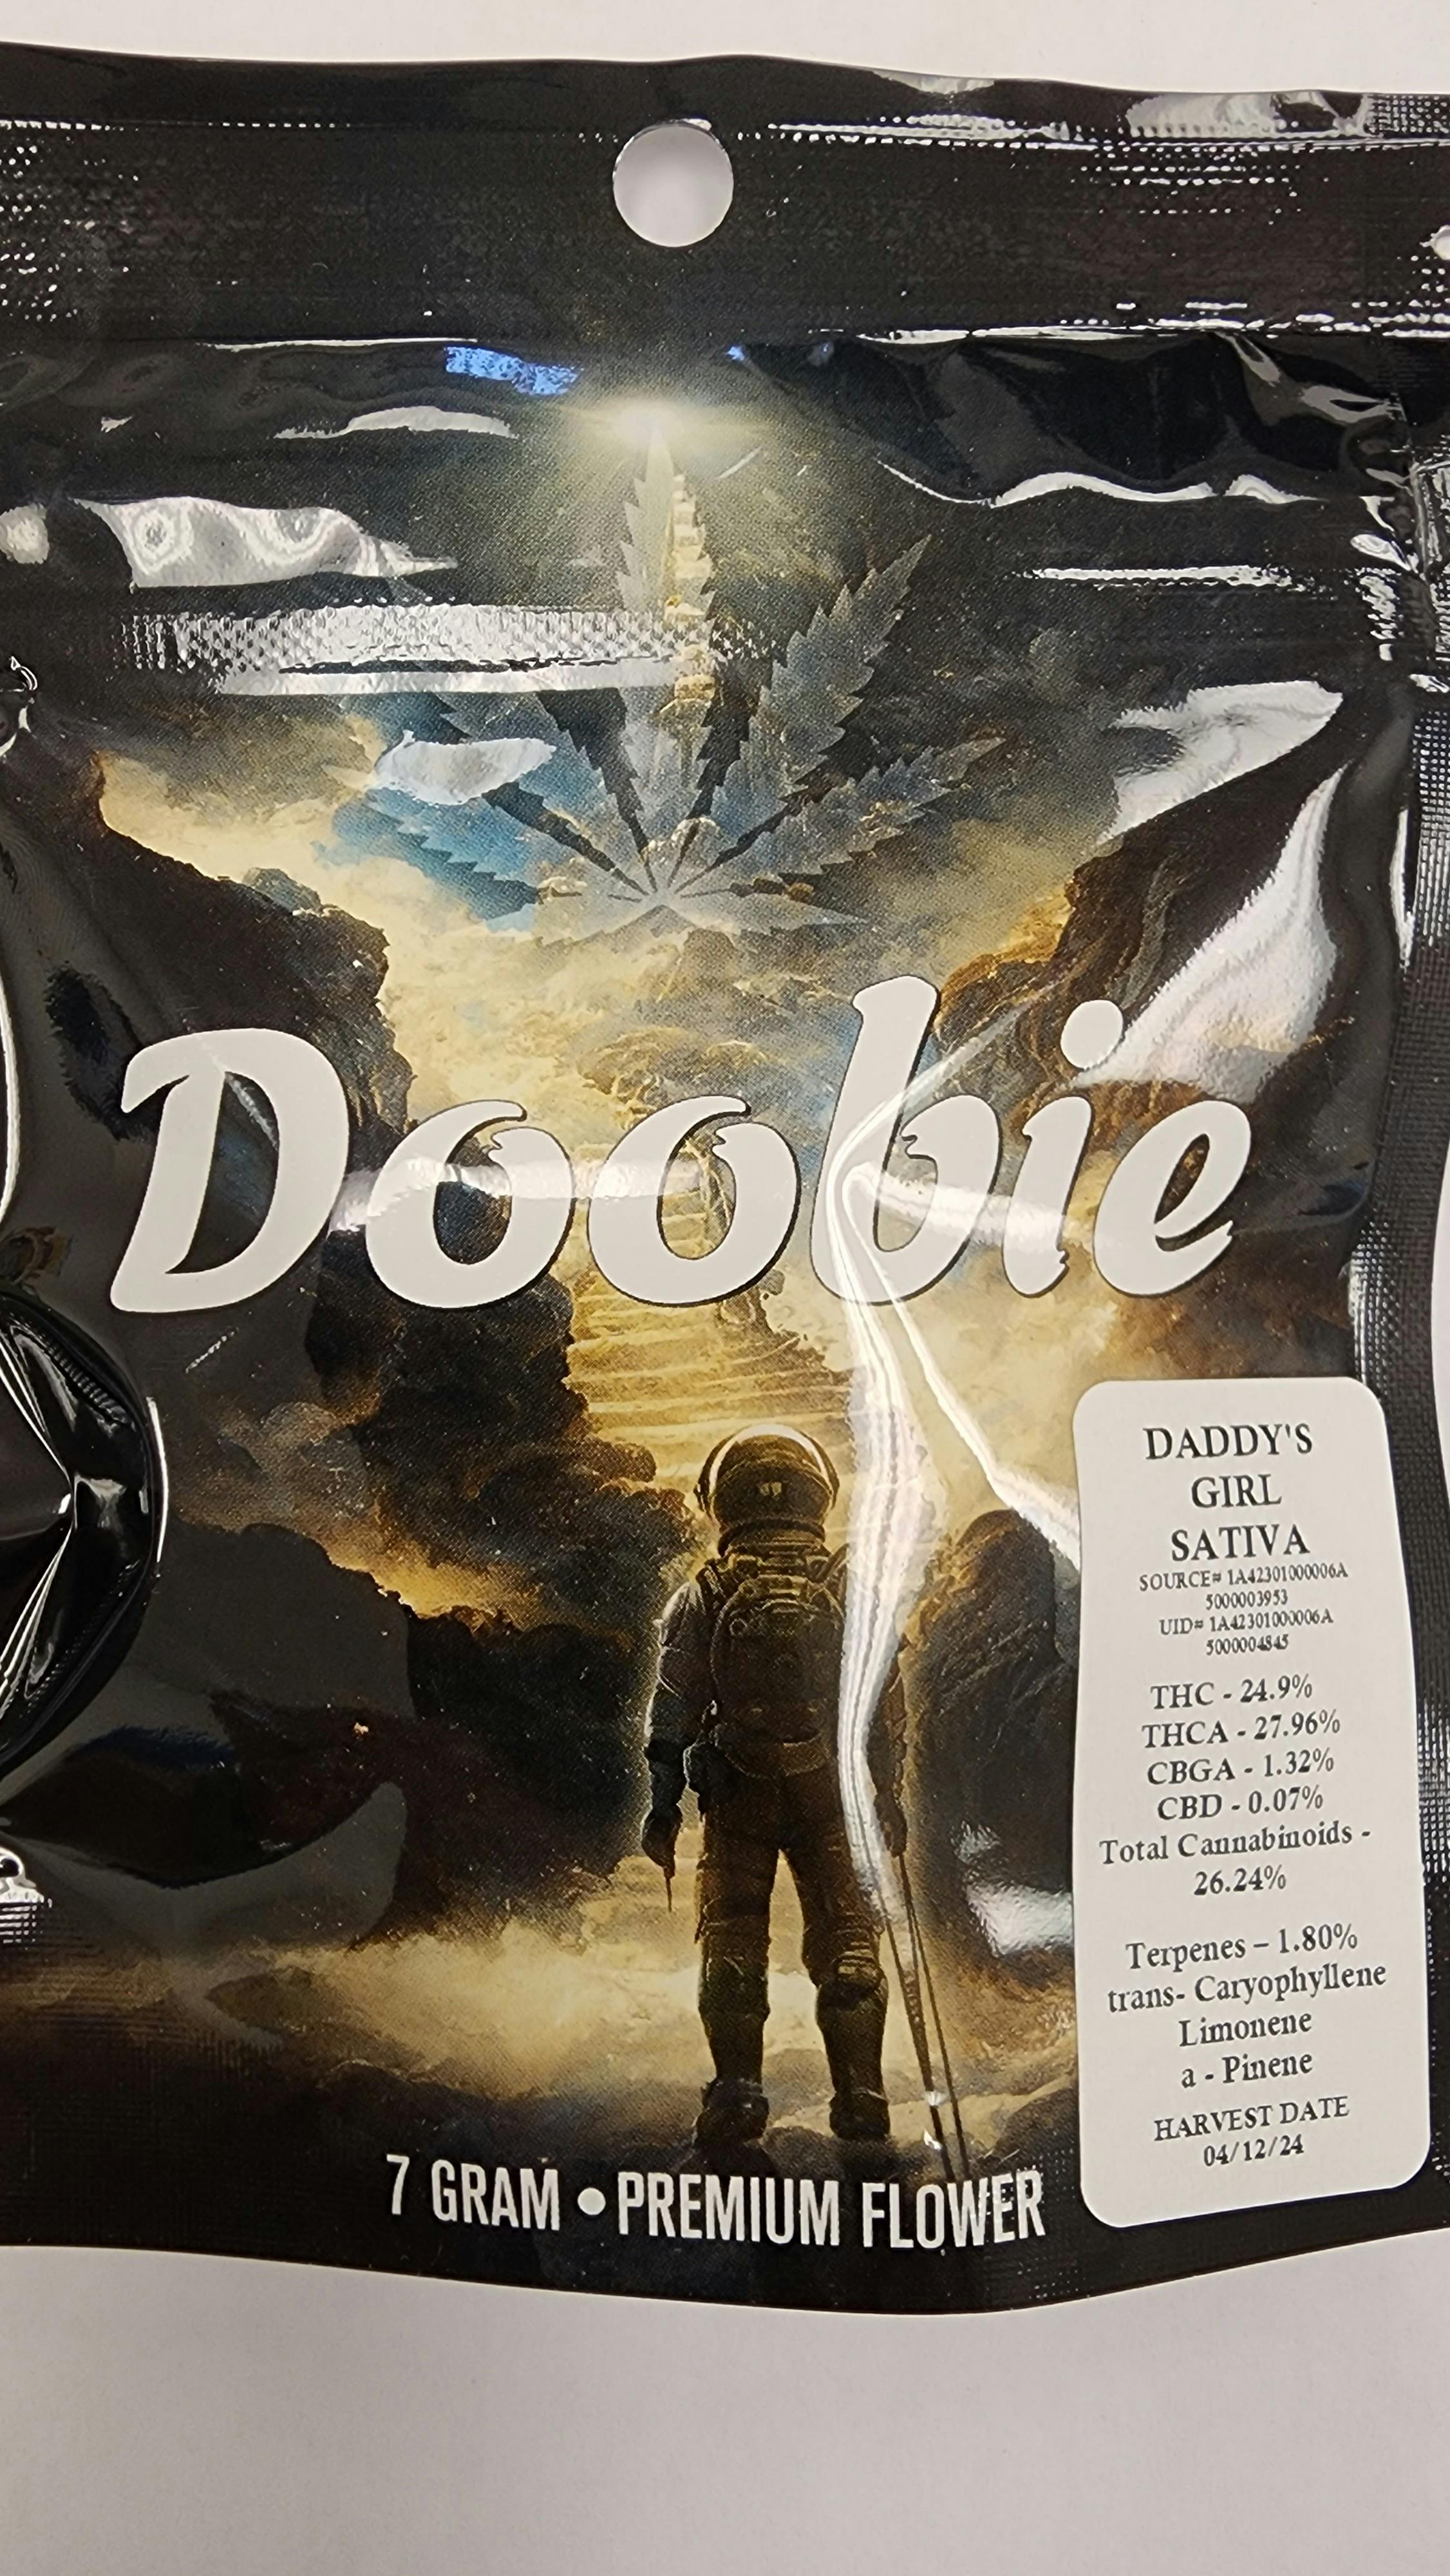 Doobie
DADDY'S
GIRL
SATIVA
SOURCE# 1A42301000006A
5000003953
UID# 1A42301000006A
5000004845
THC - 24.9%
THCA - 27.96%
CBGA - 1.32%
CBD - 0.07%
Total Cannabinoids -
26.24%
Terpenes – 1.80%
trans- Caryophyllene
Limonene
a - Pinene
HARVEST DATE
04/12/24
7 GRAM • PREMIUM FLOWER